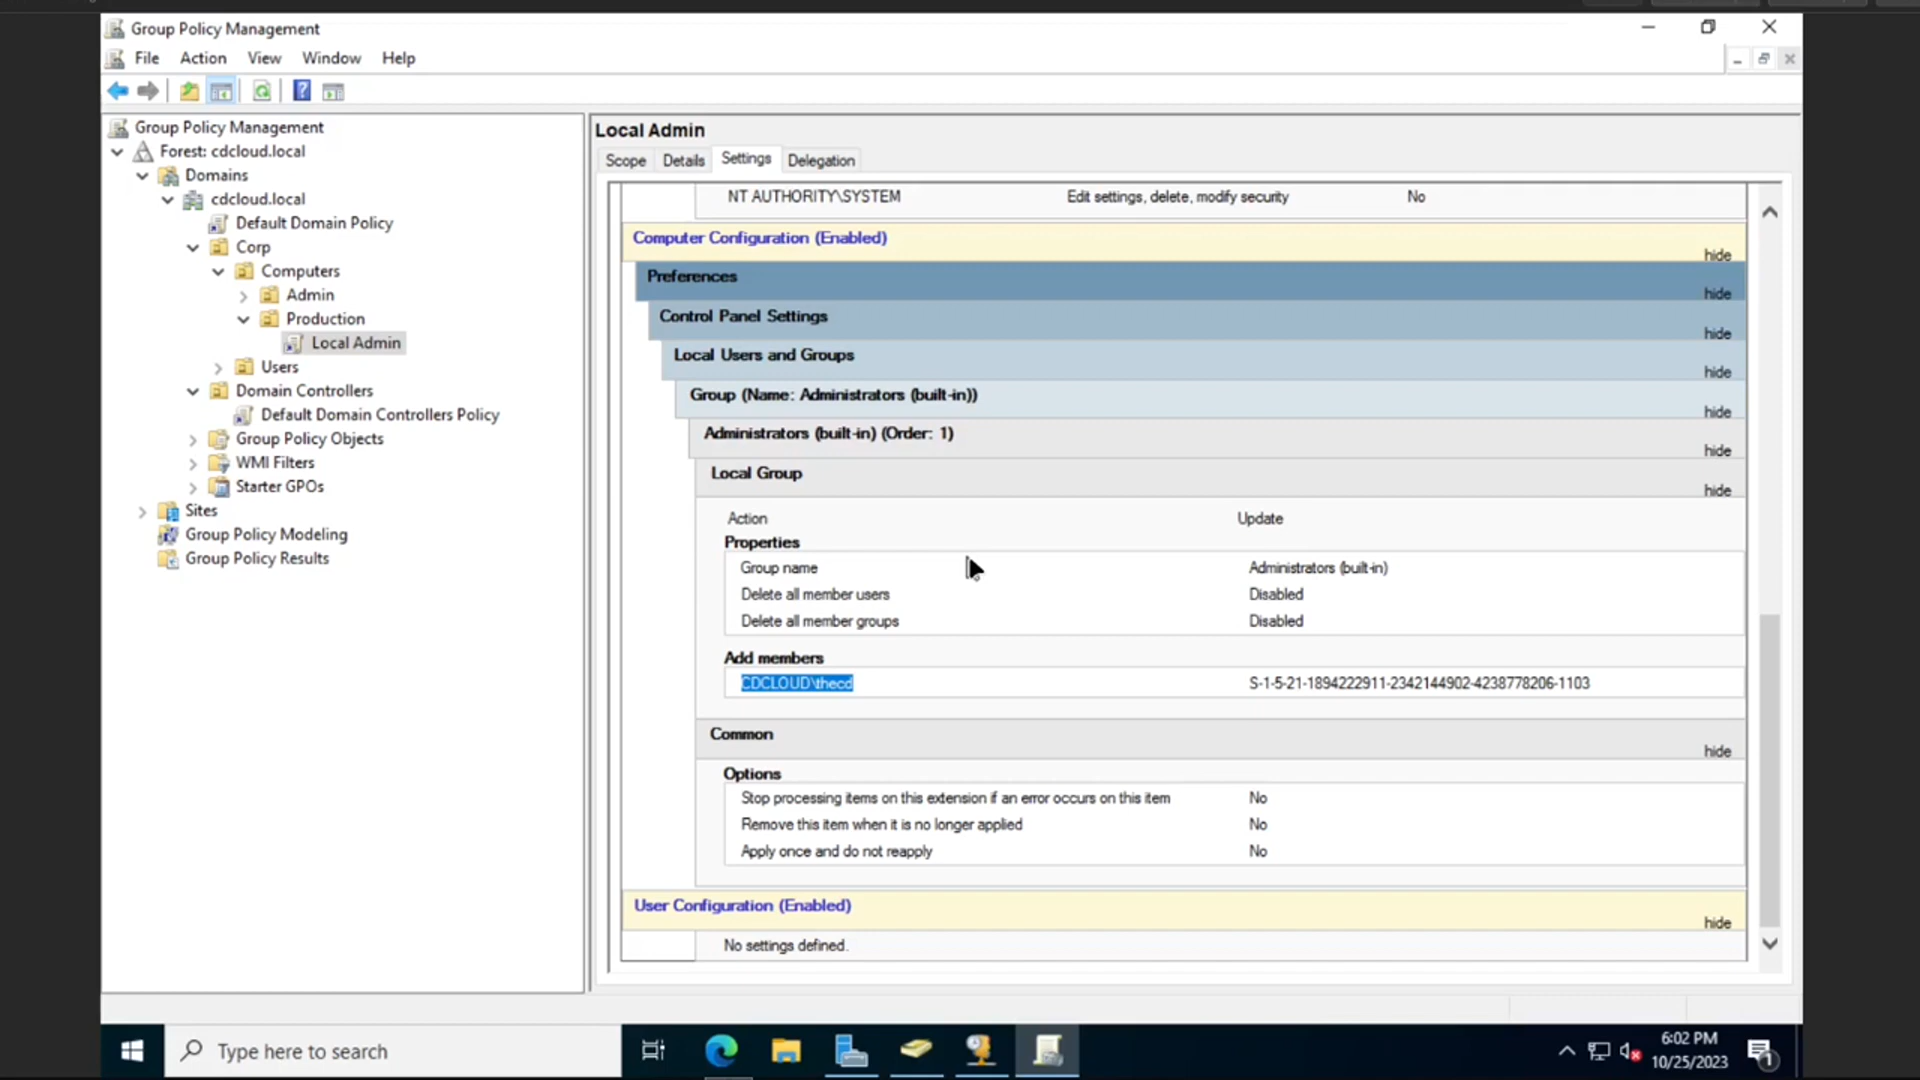 Group Policy Management
File Action View Window Help
Group Policy Management
Forest: cdcloud.local
Domains
cdcloud.local
Default Domain Policy
Corp
Computers
Admin
Production
Local Admin
Users
Domain Controllers
Default Domain Controllers Policy
Group Policy Objects
WMI Filters
Starter GPOs
Sites
Group Policy Modeling
Group Policy Results
Local Admin
Scope Details Settings Delegation
NT AUTHORITY\SYSTEM Edit settings, delete, modify security No
Computer Configuration (Enabled)
hide
Preferences
hide
Control Panel Settings
hide
Local Users and Groups
hide
Group (Name: Administrators (built-in))
hide
Administrators (built-in) (Order: 1)
hide
Local Group
hide
Action Update
Properties
Group name Administrators (built-in)
Delete all member users Disabled
Delete all member groups Disabled
Add members
CDCLOUD\thecd S-1-5-21-1894222911-2342144902-4238778206-1103
Common
hide
Options
Stop processing items on this extension if an error occurs on this item No
Remove this item when it is no longer applied No
Apply once and do not reapply No
User Configuration (Enabled)
hide
No settings defined.
Type here to search
6:02 PM
10/25/2023
1